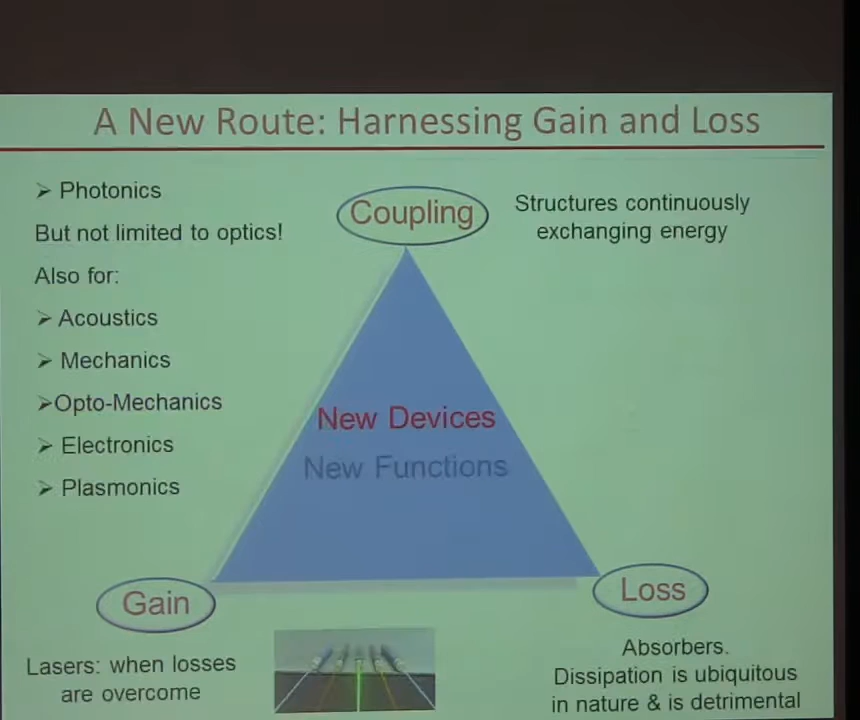 A New Route: Harnessing Gain and Loss
➢ Photonics
But not limited to optics!
Also for:
➢ Acoustics
➢ Mechanics
➢Opto-Mechanics
➢ Electronics
➢ Plasmonics
Coupling
Structures continuously
exchanging energy
New Devices
New Functions
Gain
Lasers: when losses
are overcome
Loss
Absorbers.
Dissipation is ubiquitous
in nature & is detrimental